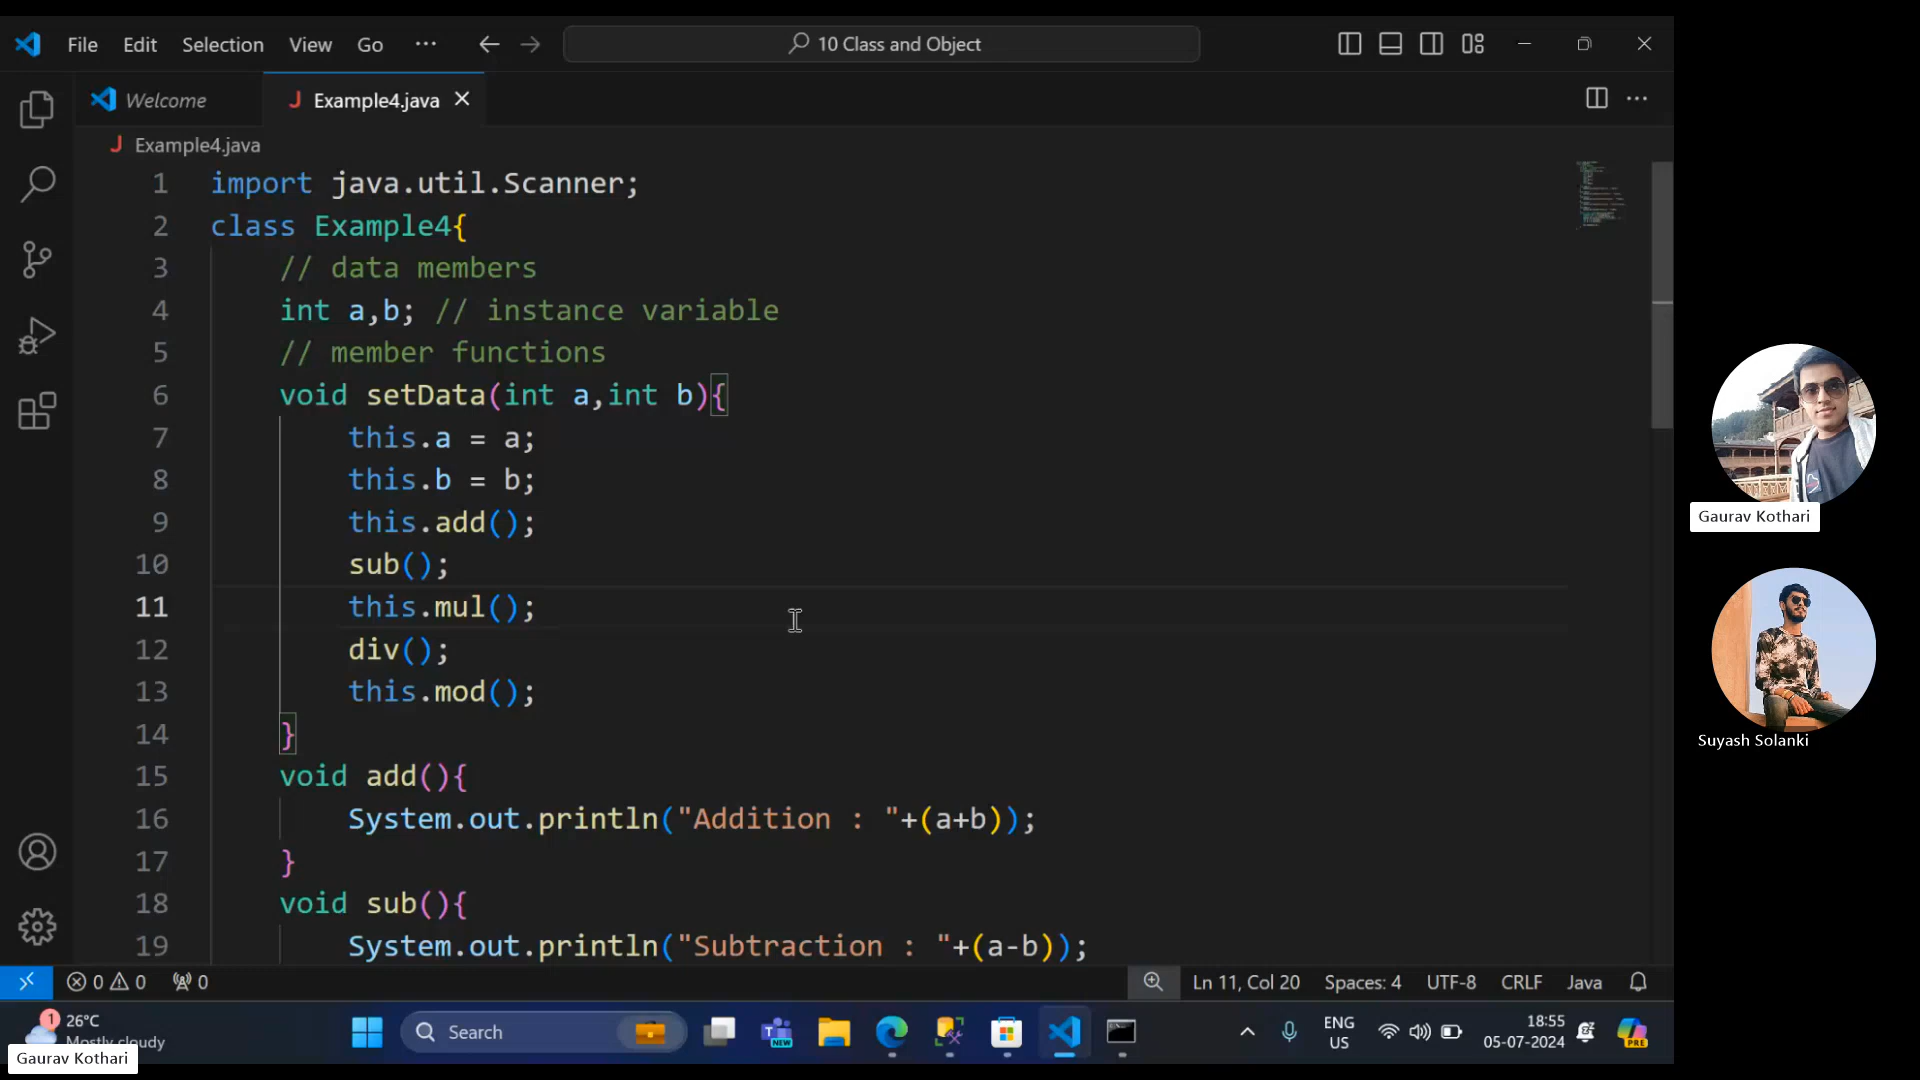 File Edit Selection View Go ... 10 Class and Object
Welcome Example4.java
Example4.java
1 import java.util.Scanner;
2 class Example4{
3 // data members
4 int a,b; // instance variable
5 // member functions
6 void setData(int a,int b){
7 this.a = a;
8 this.b = b;
9 this.add();
10 sub();
11 this.mul();
12 div();
13 this.mod();
14 }
15 void add(){
16 System.out.println("Addition : "+(a+b));
17 }
18 void sub(){
19 System.out.println("Subtraction : "+(a-b));
Gaurav Kothari
Suyash Solanki
0 0 0 Ln 11, Col 20 Spaces: 4 UTF-8 CRLF Java
1 26°C
Mostly cloudy
Search
NEW
ENG
US
18:55
05-07-2024
PRE
Gaurav Kothari